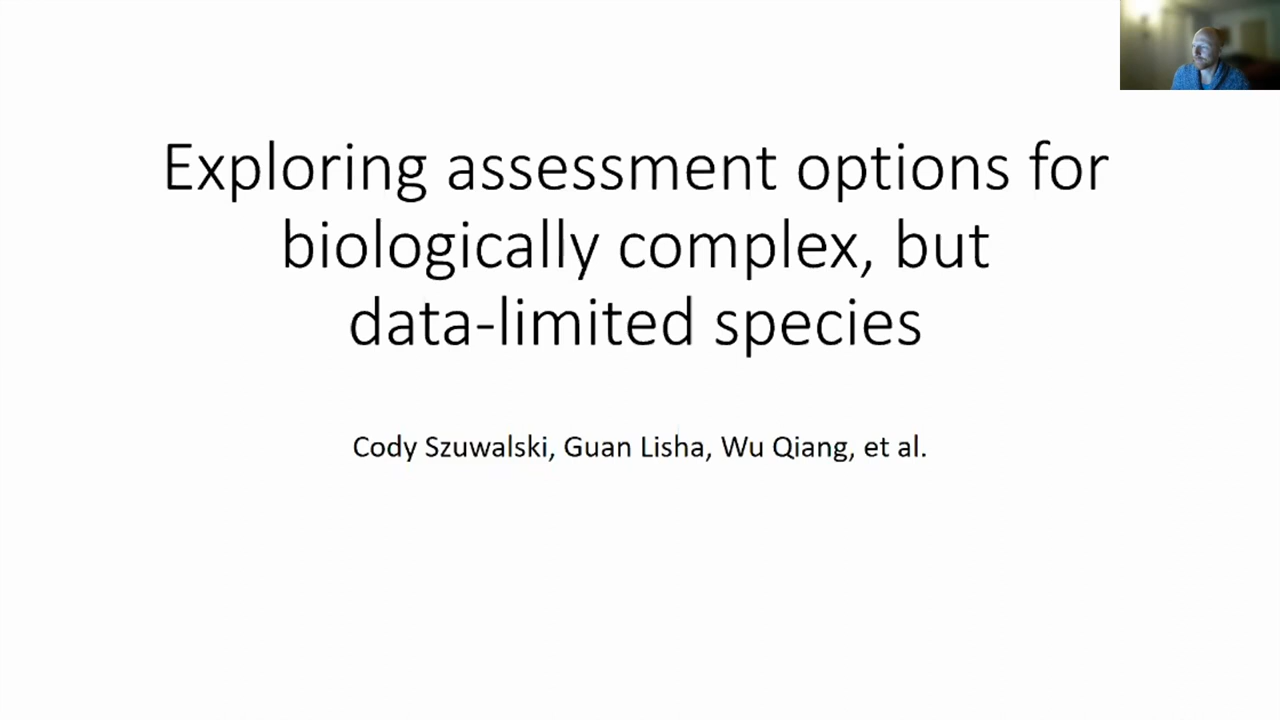 Exploring assessment options for
biologically complex, but
data-limited species
Cody Szuwalski, Guan Lisha, Wu Qiang, et al.